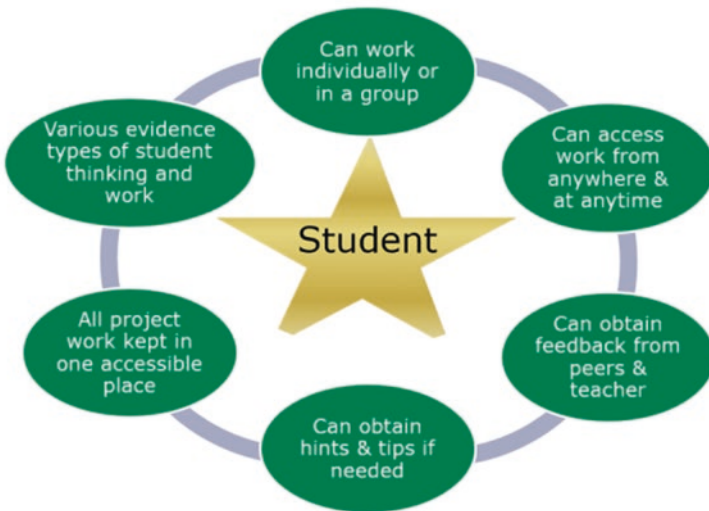 Can work
individually or
in a group
Can access
work from
anywhere &
at anytime
Can obtain
feedback from
peers &
teacher
Can obtain
hints & tips if
needed
All project
work kept in
one accessible
place
Various evidence
types of student
thinking and
work
Student